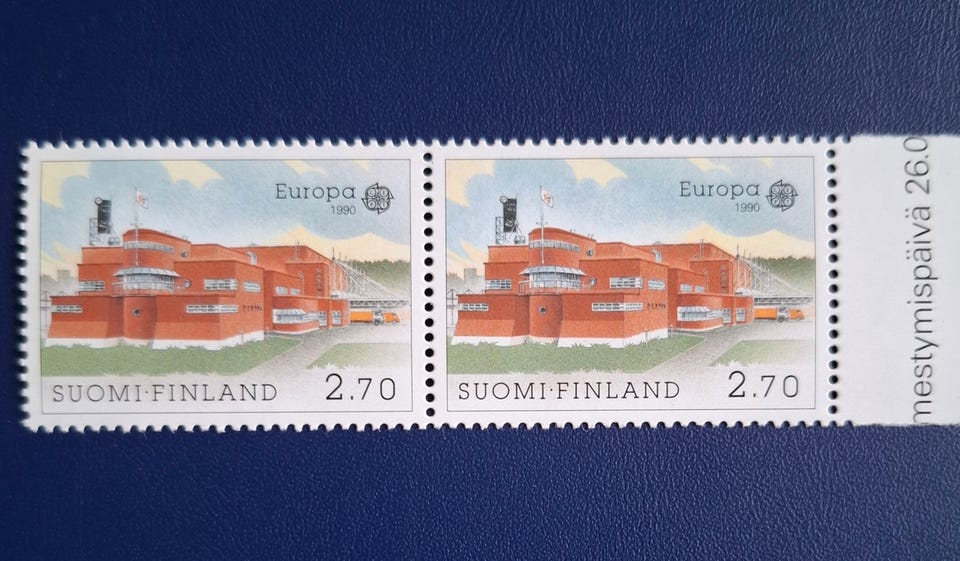 Europa
1990
SUOMI·FINLAND 2.70
Europa
1990
SUOMI·FINLAND 2.70
mestymispäivä 26.0